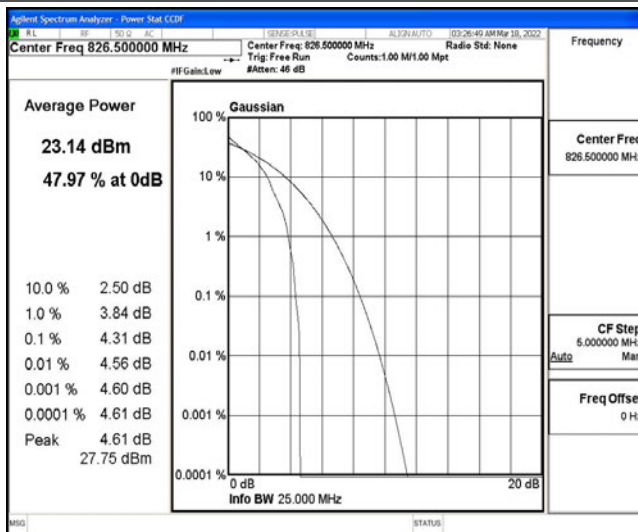 Agilent Spectrum Analyzer - Power Stat CCDF
RL RF 50 Ω AC SENSE:PULSE ALIGN AUTO 03:26:49 AM Mar 18, 2022
Center Freq 826.500000 MHz
Center Freq: 826.500000 MHz
Radio Std: None
Trig: Free Run
Counts:1.00 M/1.00 Mpt
#IFGain:Low
#Atten: 46 dB
Frequency
Average Power
23.14 dBm
47.97 % at 0dB
10.0 % 2.50 dB
1.0 % 3.84 dB
0.1 % 4.31 dB
0.01 % 4.56 dB
0.001 % 4.60 dB
0.0001 % 4.61 dB
Peak 4.61 dB
27.75 dBm
Gaussian
100 %
10 %
1 %
0.1 %
0.01 %
0.001 %
0.0001 %
0 dB
20 dB
Info BW 25.000 MHz
Center Freq
826.500000 MHz
CF Step
5.000000 MHz
Auto Man
Freq Offse
0 Hz
MSG
STATUS